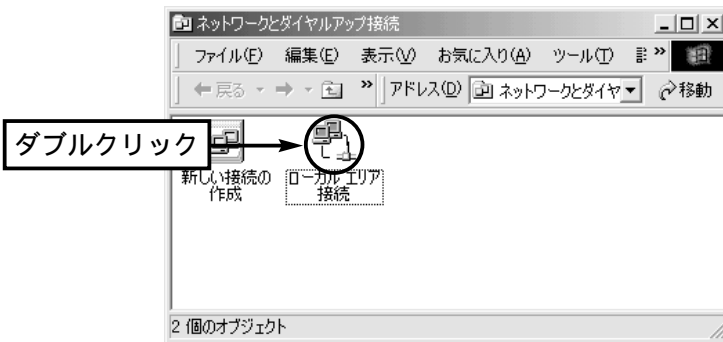 ネットワークとダイヤルアップ接続
ファイル(F) 編集(E) 表示(V) お気に入り(A) ツール(T) »
戻る » アドレス(D) ネットワークとダイヤ 移動
ダブルクリック
新しい接続の
作成
ローカル エリア
接続
2 個のオブジェクト